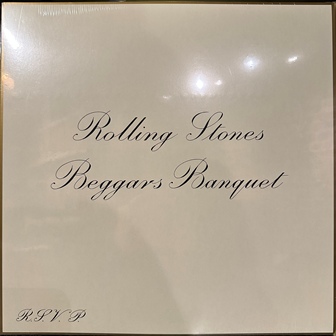 Rolling Stones
Beggars Banquet
R.S.V.P.